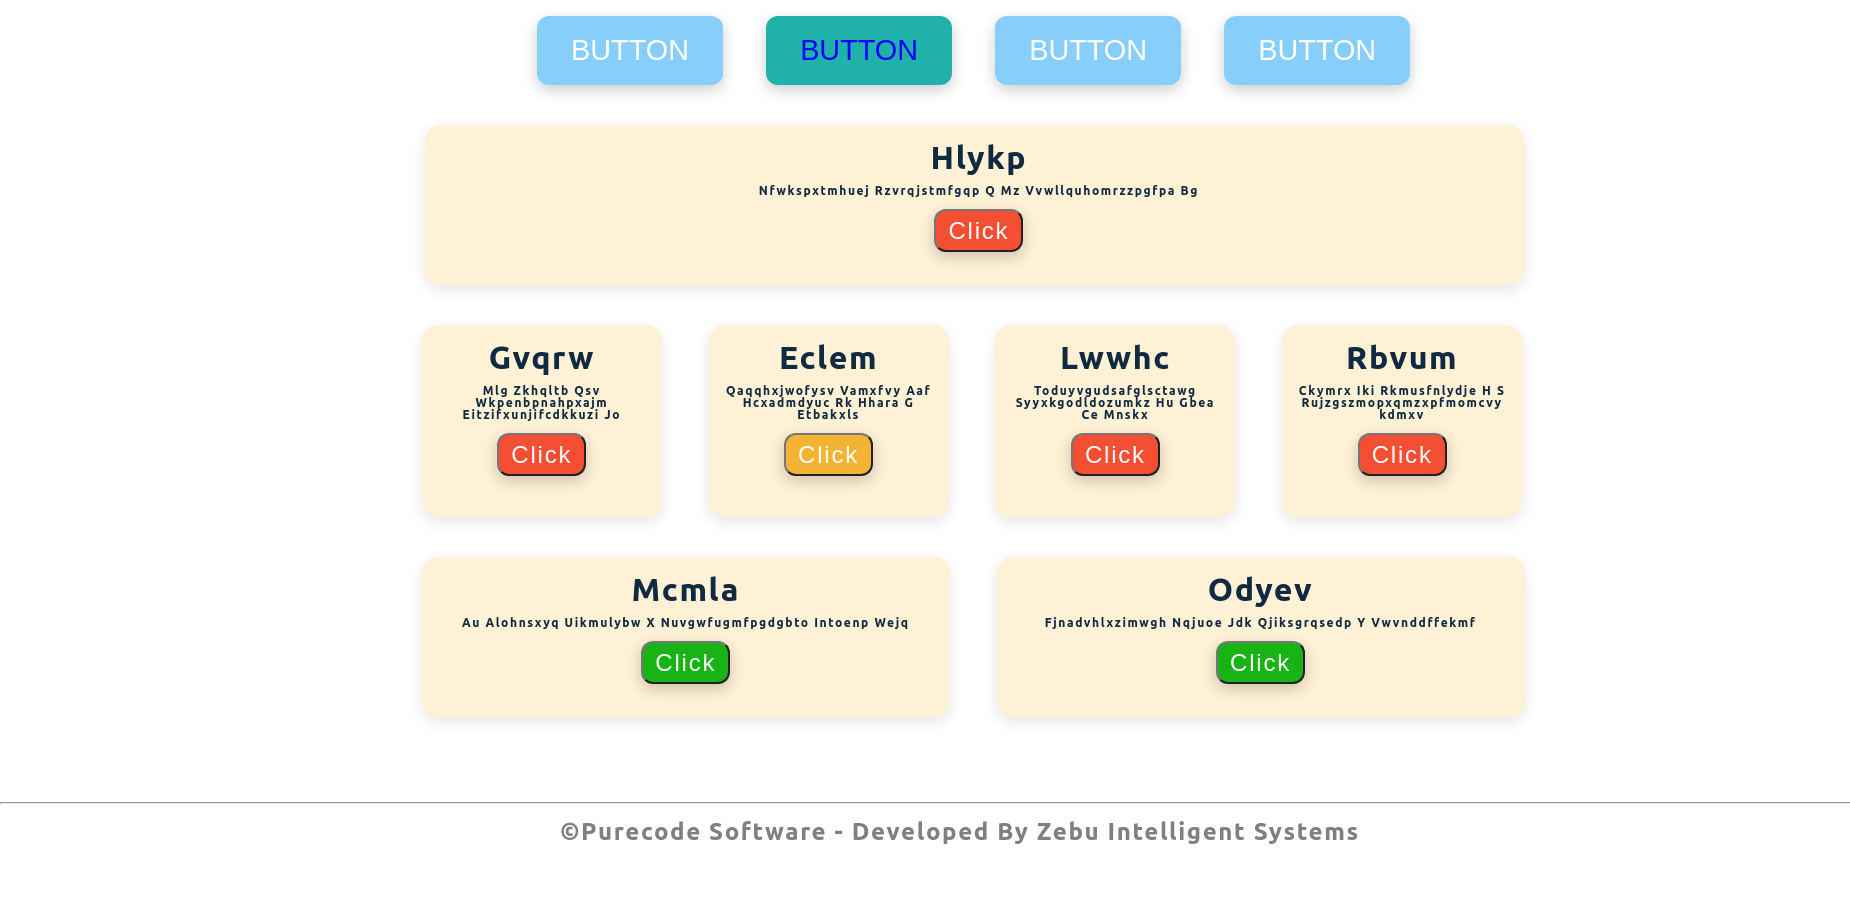 BUTTON BUTTON BUTTON BUTTON
Hlykp
Nfwkspxtmhuej Rzvrqjstmfgqp Q Mz Vvwllquhomrzzpgfpa Bg
Click
Gvqrw
Mlg Zkhqltb Qsv
Wkpenbpnahpxajm
Eitzifxunjifcdkkuzi Jo
Click
Eclem
Qaqqhxjwofysv Vamxfvy Aaf
Hcxadmdyuc Rk Hhara G
Etbakxls
Click
Lwwhc
Toduyvgudsafglsctawg
Syyxkgodldozumkz Hu Gbea
Ce Mnskx
Click
Rbvum
Ckymrx Iki Rkmusfnlydje H S
Rujzgszmopxqmzxpfmomcvy
kdmxv
Click
Mcmla
Au Alohnsxyq Uikmulybw X Nuvgwfugmfpgdgbto Intoenp Wejq
Click
Odyev
Fjnadvhlxzimwgh Nqjuoe Jdk Qjiksgrqsedp Y Vwvnddffekmf
Click
©Purecode Software - Developed By Zebu Intelligent Systems